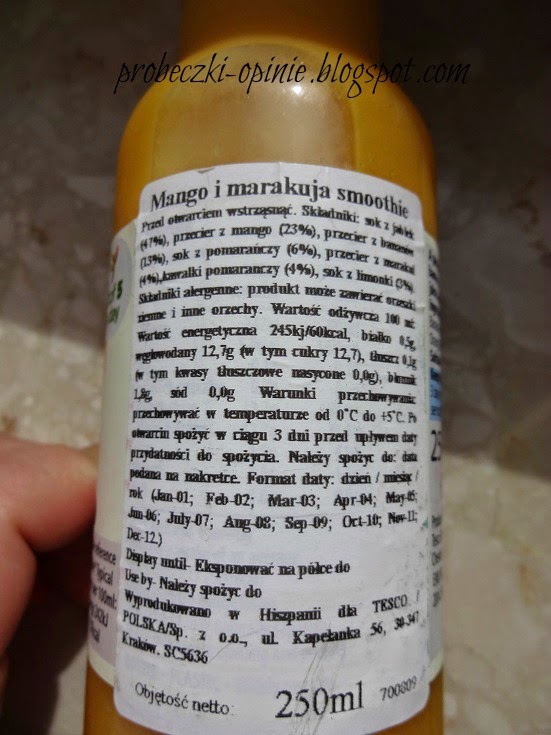 probeczki-opinie.blogspot.com
Mango i marakuja smoothie
Przed otwarciem wstrząsnąć. Składniki: sok z jabłek
(47%), przecier z mango (23%), przecier z bananów
(13%), sok z pomarańczy (6%), przecier z marakui
(4%),kawałki pomarańczy (4%), sok z limonki (3%)
Składniki alergenne: produkt może zawierać orzeszki
ziemne i inne orzechy. Wartość odżywcza 100 ml:
Wartość energetyczna 245kj/60kcal, białko 0,5g,
węglowodany 12,7g (w tym cukry 12,7), tłuszcz 0,1g
(w tym kwasy tłuszczowe nasycone 0,0g), błonnik
1,8g, sód 0,0g Warunki przechowywania:
przechowywać w temperaturze od 0˚C do +5˚C. Po
otwarciu spożyć w ciągu 3 dni przed upływem daty
przydatności do spożycia. Należy spożyc do: data
podana na nakretce. Format daty: dzien / miesiąc /
rok (Jan-01; Feb-02; Mar-03; Apr-04; May-05;
Jun-06; July-07; Aug-08; Sep-09; Oct-10; Nov-11;
Dec-12.)
Display until- Eksponować na półce do
Use by- Należy spożyc do
Wyprodukowano w Hiszpanii dla TESCO /
POLSKA/Sp. z o.o., ul. Kapelanka 56, 30-347
Kraków. SC5636
Objętość netto: 250ml 700809